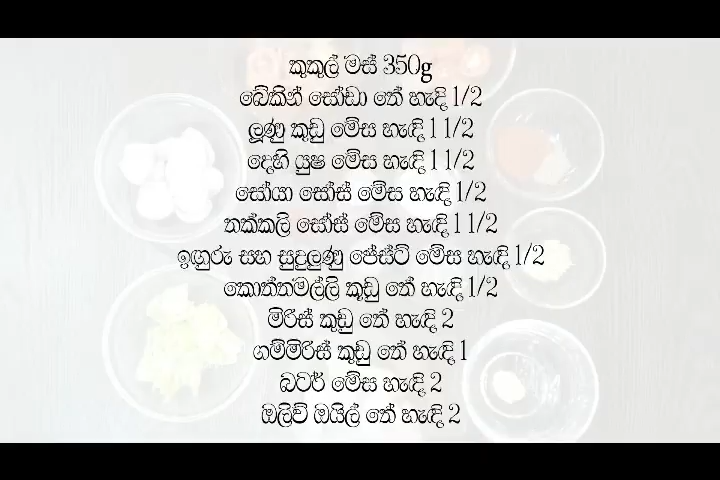 කුකුල් මස් 350g
බේකින් සෝඩා තේ හැඳි 1/2
ලූණු කුඩු මේස හැඳි 1 1/2
දෙහි යුෂ මේස හැඳි 1 1/2
සෝයා සෝස් මේස හැඳි 1/2
තක්කලි සෝස් මේස හැඳි 1 1/2
ඉඟුරු සහ සුදුලුණු පේස්ට් මේස හැඳි 1/2
කොත්තමල්ලි කුඩු තේ හැඳි 1/2
මිරිස් කුඩු තේ හැඳි 2
ගම්මිරිස් කුඩු තේ හැඳි 1
බටර් මේස හැඳි 2
ඔලිව් ඔයිල් තේ හැඳි 2